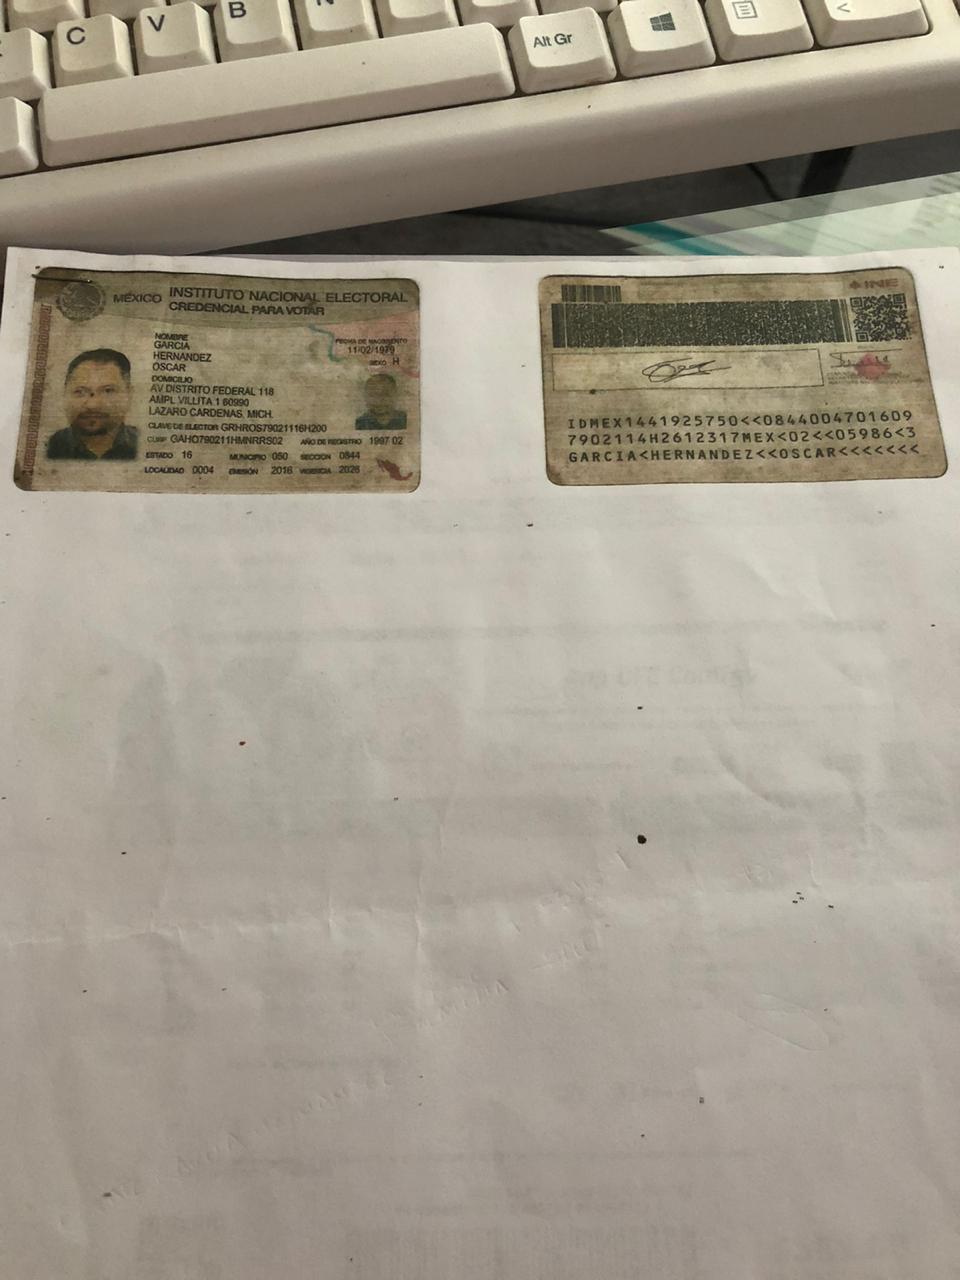 C V B N
Alt Gr
MÉXICO INSTITUTO NACIONAL ELECTORAL
CREDENCIAL PARA VOTAR
NOMBRE
GARCIA
HERNANDEZ
OSCAR
FECHA DE NACIMIENTO
11/02/1979
SEXO H
DOMICILIO
AV DISTRITO FEDERAL 118
AMPL VILLITA 1 60990
LAZARO CARDENAS, MICH.
CLAVE DE ELECTOR GRHROS79021116H200
CURP GAHO790211HMNRRS02 AÑO DE REGISTRO 1997 02
ESTADO 16 MUNICIPIO 050 SECCIÓN 0844
LOCALIDAD 0004 EMISIÓN 2016 VIGENCIA 2026
INE
IDMEX1441925750<<0844004701609
7902114H2612317MEX<02<<05986<3
GARCIA<HERNANDEZ<<OSCAR<<<<<<<